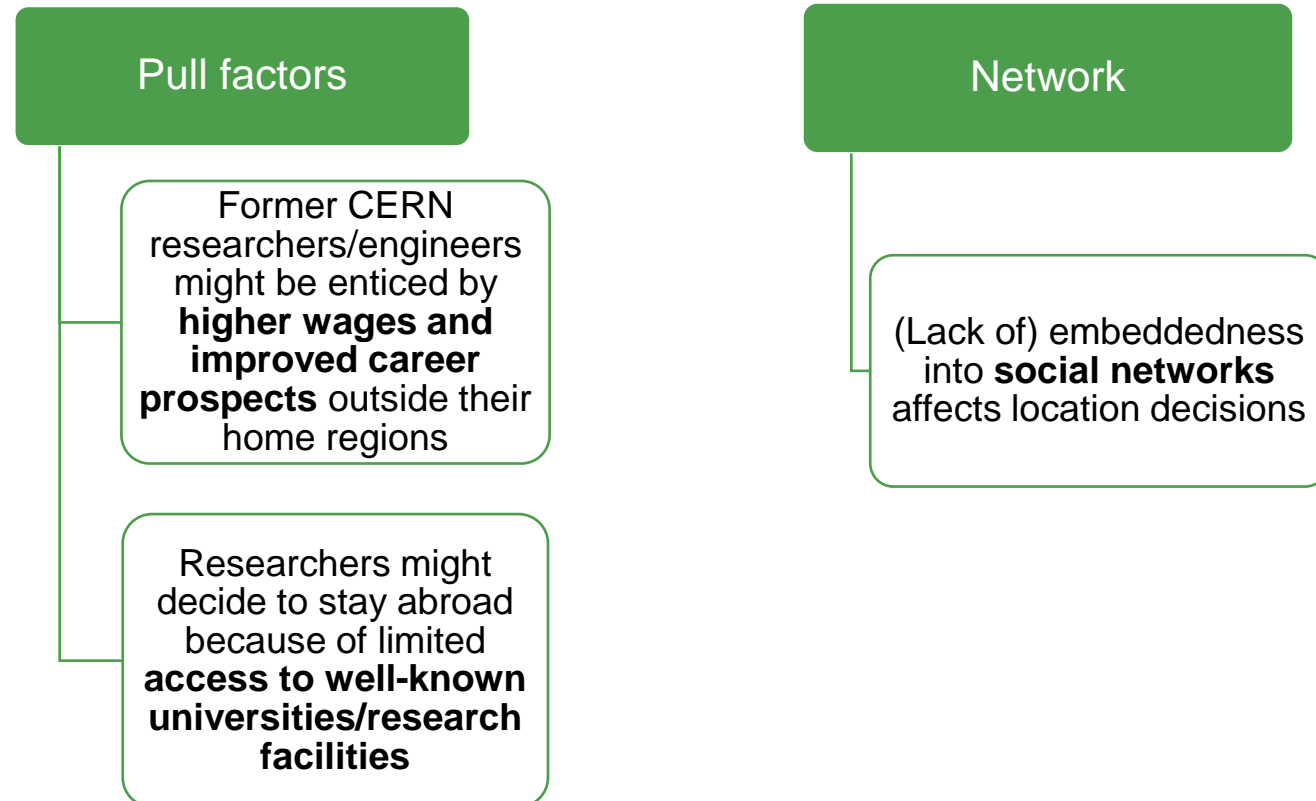 Pull factors
Former CERN
researchers/engineers
might be enticed by
higher wages and
improved career
prospects outside their
home regions
Researchers might
decide to stay abroad
because of limited
access to well-known
universities/research
facilities
Network
(Lack of) embeddedness
into social networks
affects location decisions